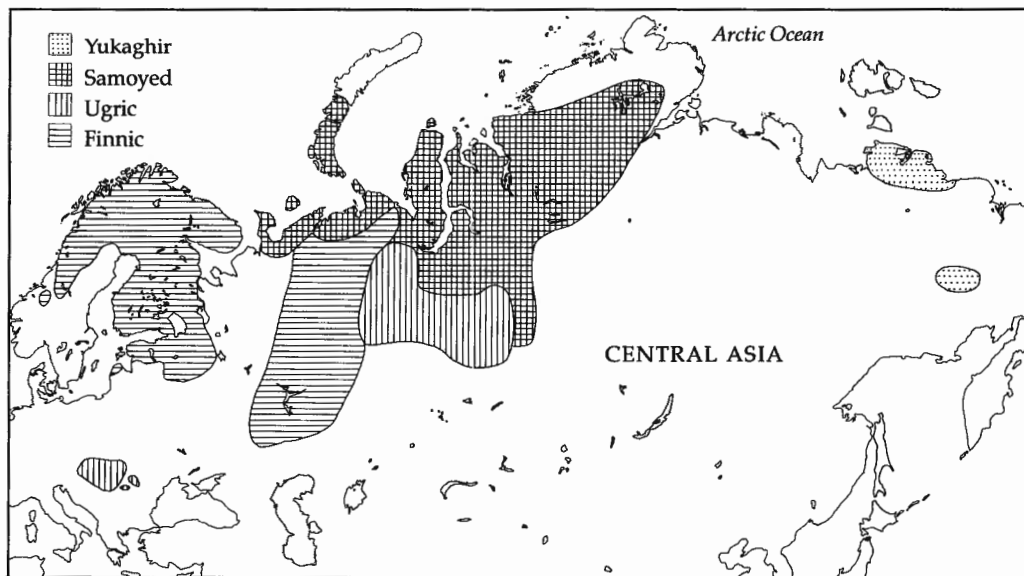 Yukaghir
Samoyed
Ugric
Finnic
Arctic Ocean
CENTRAL ASIA